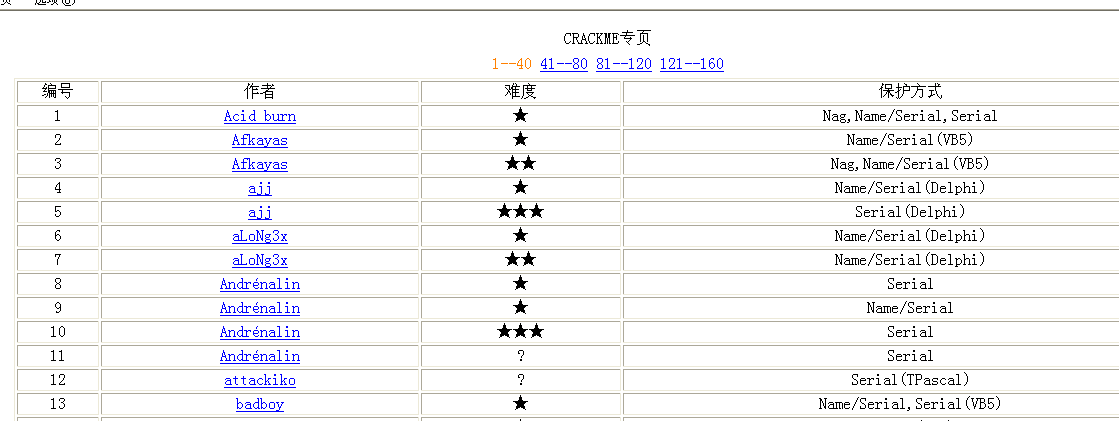 CRACKME专页
1--40 41--80 81--120 121--160
编号 作者 难度 保护方式
1 Acid burn ★ Nag,Name/Serial,Serial
2 Afkayas ★ Name/Serial(VB5)
3 Afkayas ★★ Nag,Name/Serial(VB5)
4 ajj ★ Name/Serial(Delphi)
5 ajj ★★★ Serial(Delphi)
6 aLoNg3x ★ Name/Serial(Delphi)
7 aLoNg3x ★★ Name/Serial(Delphi)
8 Andrénalin ★ Serial
9 Andrénalin ★ Name/Serial
10 Andrénalin ★★★ Serial
11 Andrénalin ? Serial
12 attackiko ? Serial(TPascal)
13 badboy ★ Name/Serial,Serial(VB5)